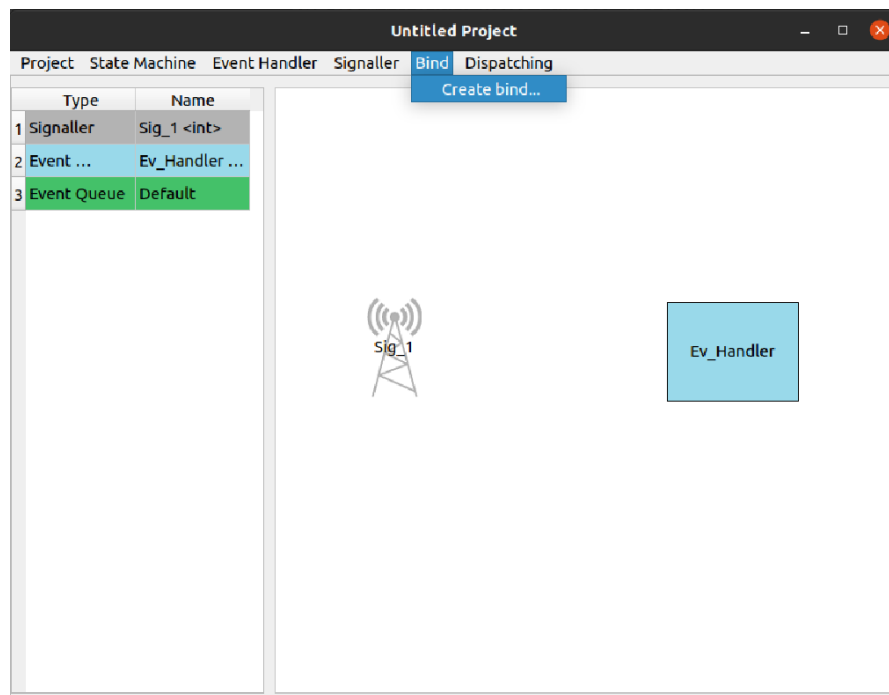 Untitled Project
Project State Machine Event Handler Signaller Bind Dispatching
Create bind...
Type Name
1 Signaller Sig_1 <int>
2 Event ... Ev_Handler ...
3 Event Queue Default
Sig_1
Ev_Handler